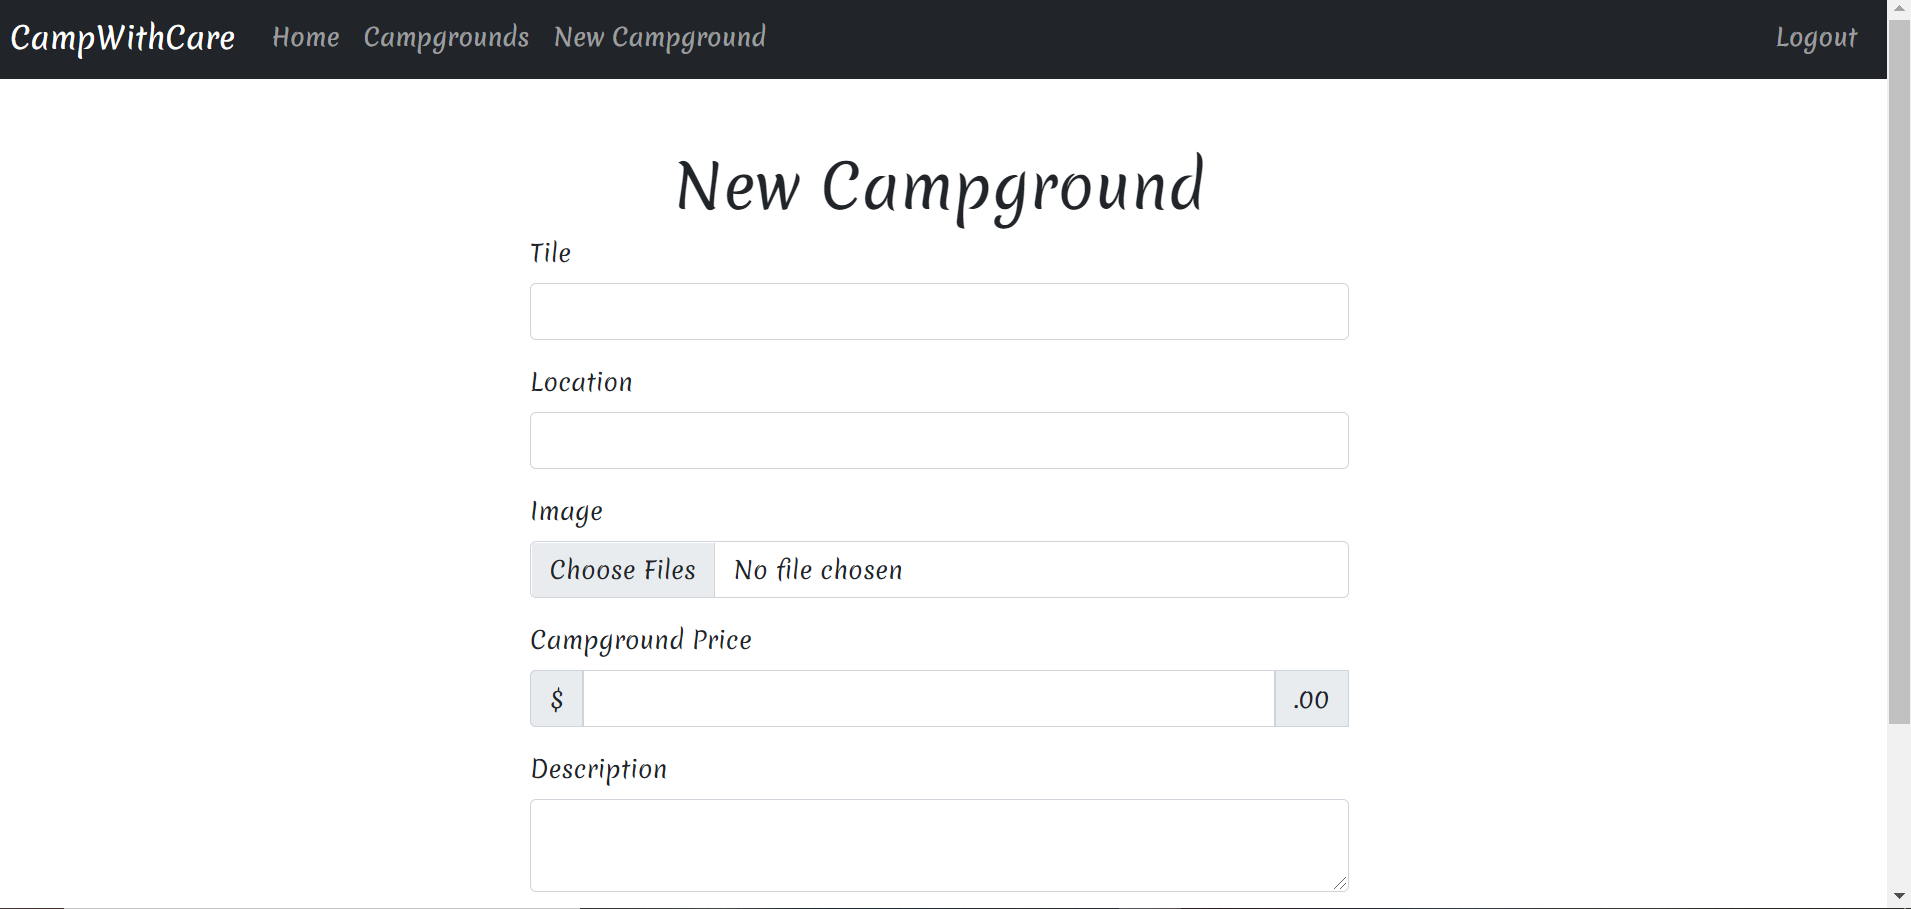 CampWithCare Home Campgrounds New Campground Logout
New Campground
Tile
Location
Image
Choose Files No file chosen
Campground Price
$ .00
Description